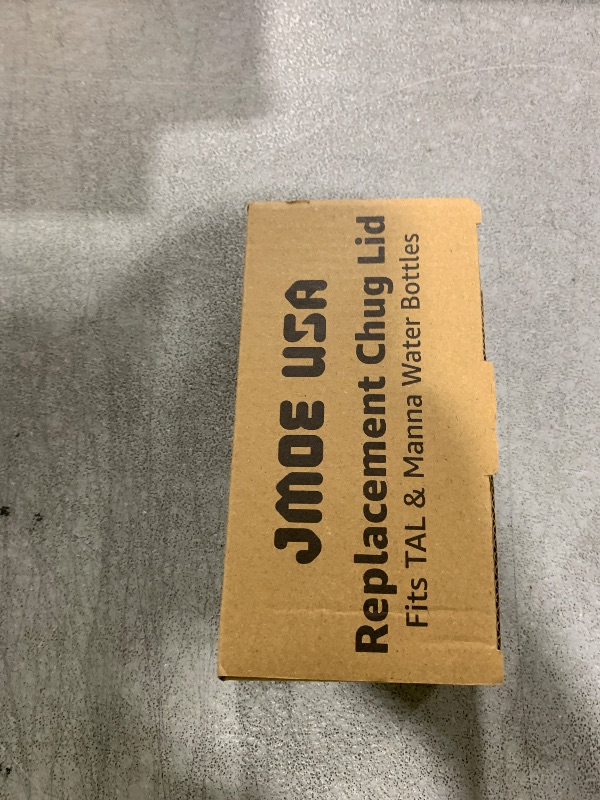 JMOE USA
Replacement Chug Lid
Fits TAL & Manna Water Bottles